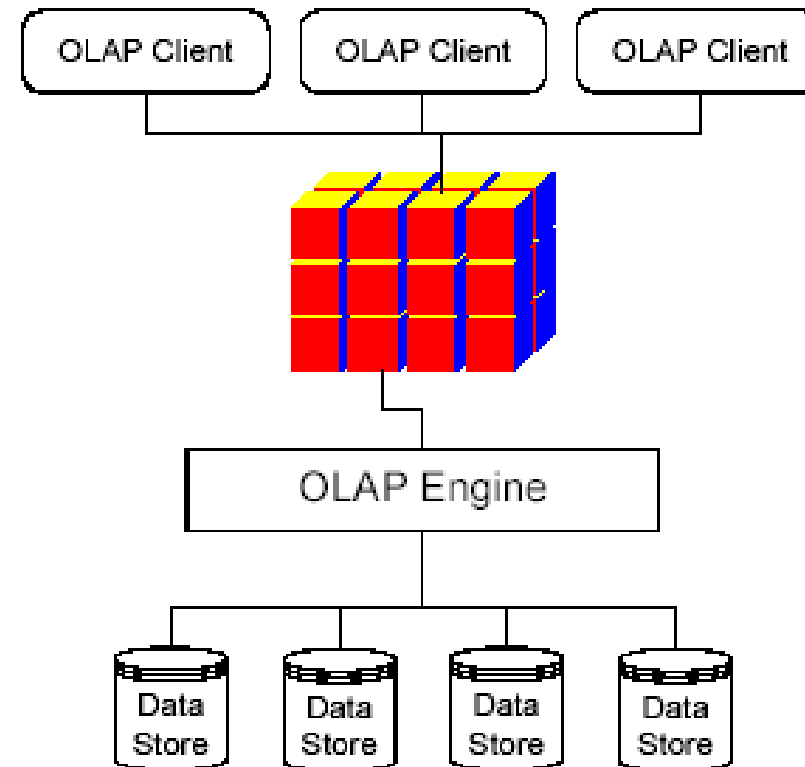 OLAP Client
OLAP Client
OLAP Client
OLAP Engine
Data
Store
Data
Store
Data
Store
Data
Store